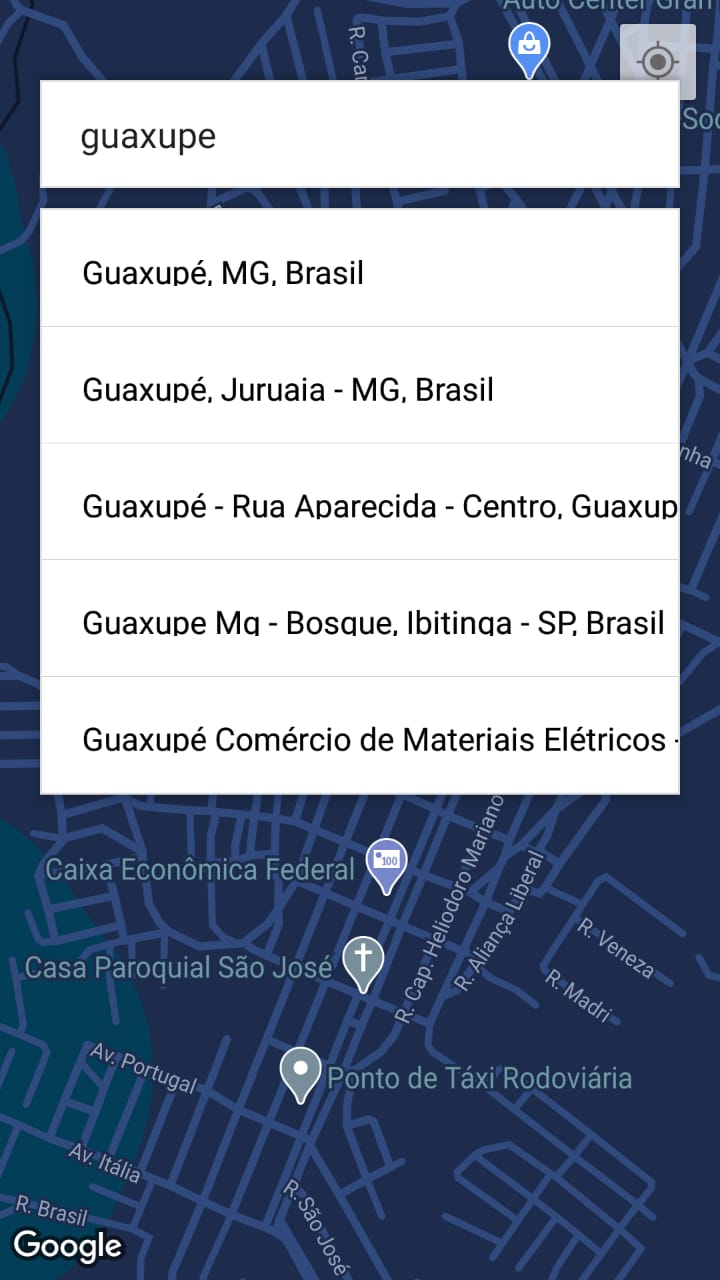 Auto Center Gran
R. Car
Soc
guaxupe
Guaxupé, MG, Brasil
Guaxupé, Juruaia - MG, Brasil
nha
Guaxupé - Rua Aparecida - Centro, Guaxup
Guaxupe Mg - Bosque, Ibitinga - SP, Brasil
Guaxupé Comércio de Materiais Elétricos -
Caixa Econômica Federal
100
R. Cap. Heliodoro Mariano
R. Aliança Liberal
R. Veneza
Casa Paroquial São José
R. Madri
Av. Portugal
Ponto de Táxi Rodoviária
Av. Itália
R. Brasil
R. São José
Google